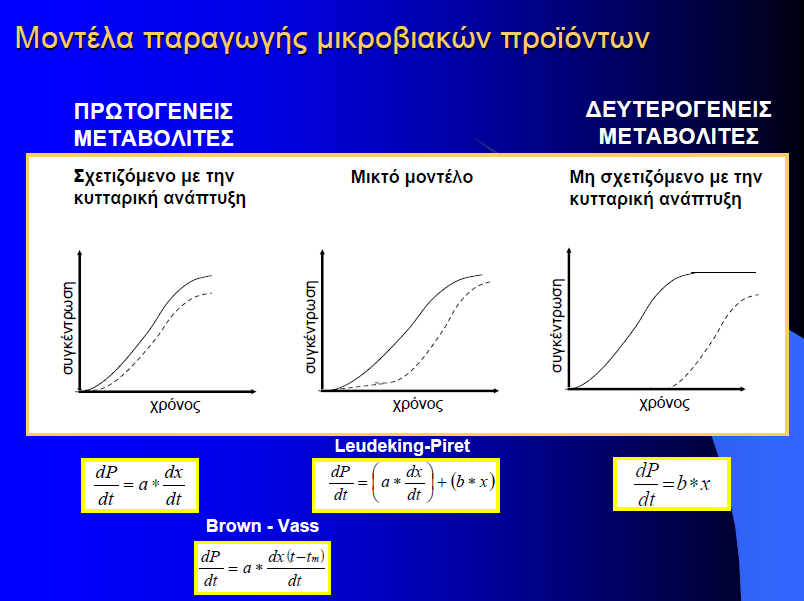 Μοντέλα παραγωγής μικροβιακών προϊόντων
ΠΡΩΤΟΓΕΝΕΙΣ
ΜΕΤΑΒΟΛΙΤΕΣ
ΔΕΥΤΕΡΟΓΕΝΕΙΣ
ΜΕΤΑΒΟΛΙΤΕΣ
Σχετιζόμενο με την
κυτταρική ανάπτυξη
Μικτό μοντέλο
Μη σχετιζόμενο με την
κυτταρική ανάπτυξη
συγκέντρωση
χρόνος
συγκέντρωση
χρόνος
συγκέντρωση
χρόνος
Leudeking-Piret
dP/dt = a * dx/dt
dP/dt = (a * dx/dt) + (b * x)
dP/dt = b * x
Brown - Vass
dP/dt = a * dx(t-tm)/dt